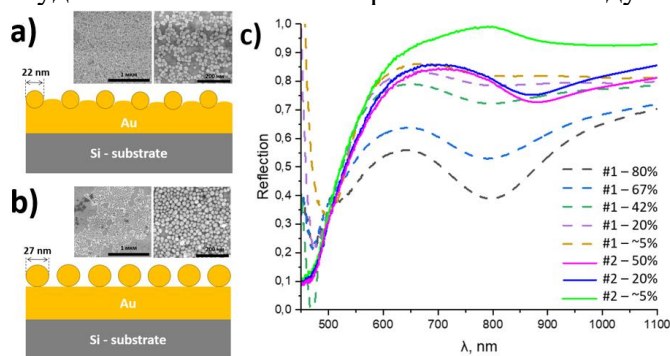 a)
1 мкм
200 нм
22 nm
Au
Si - substrate
b)
1 мкм
27 nm
Au
Si - substrate
c)
1,0
0,9
0,8
0,7
0,6
0,5
0,4
0,3
0,2
0,1
0,0
Reflection
500 600 700 800 900 1000 1100
λ, nm
#1 – 80%
#1 – 67%
#1 – 42%
#1 – 20%
#1 – ~5%
#2 – 50%
#2 – 20%
#2 – ~5%